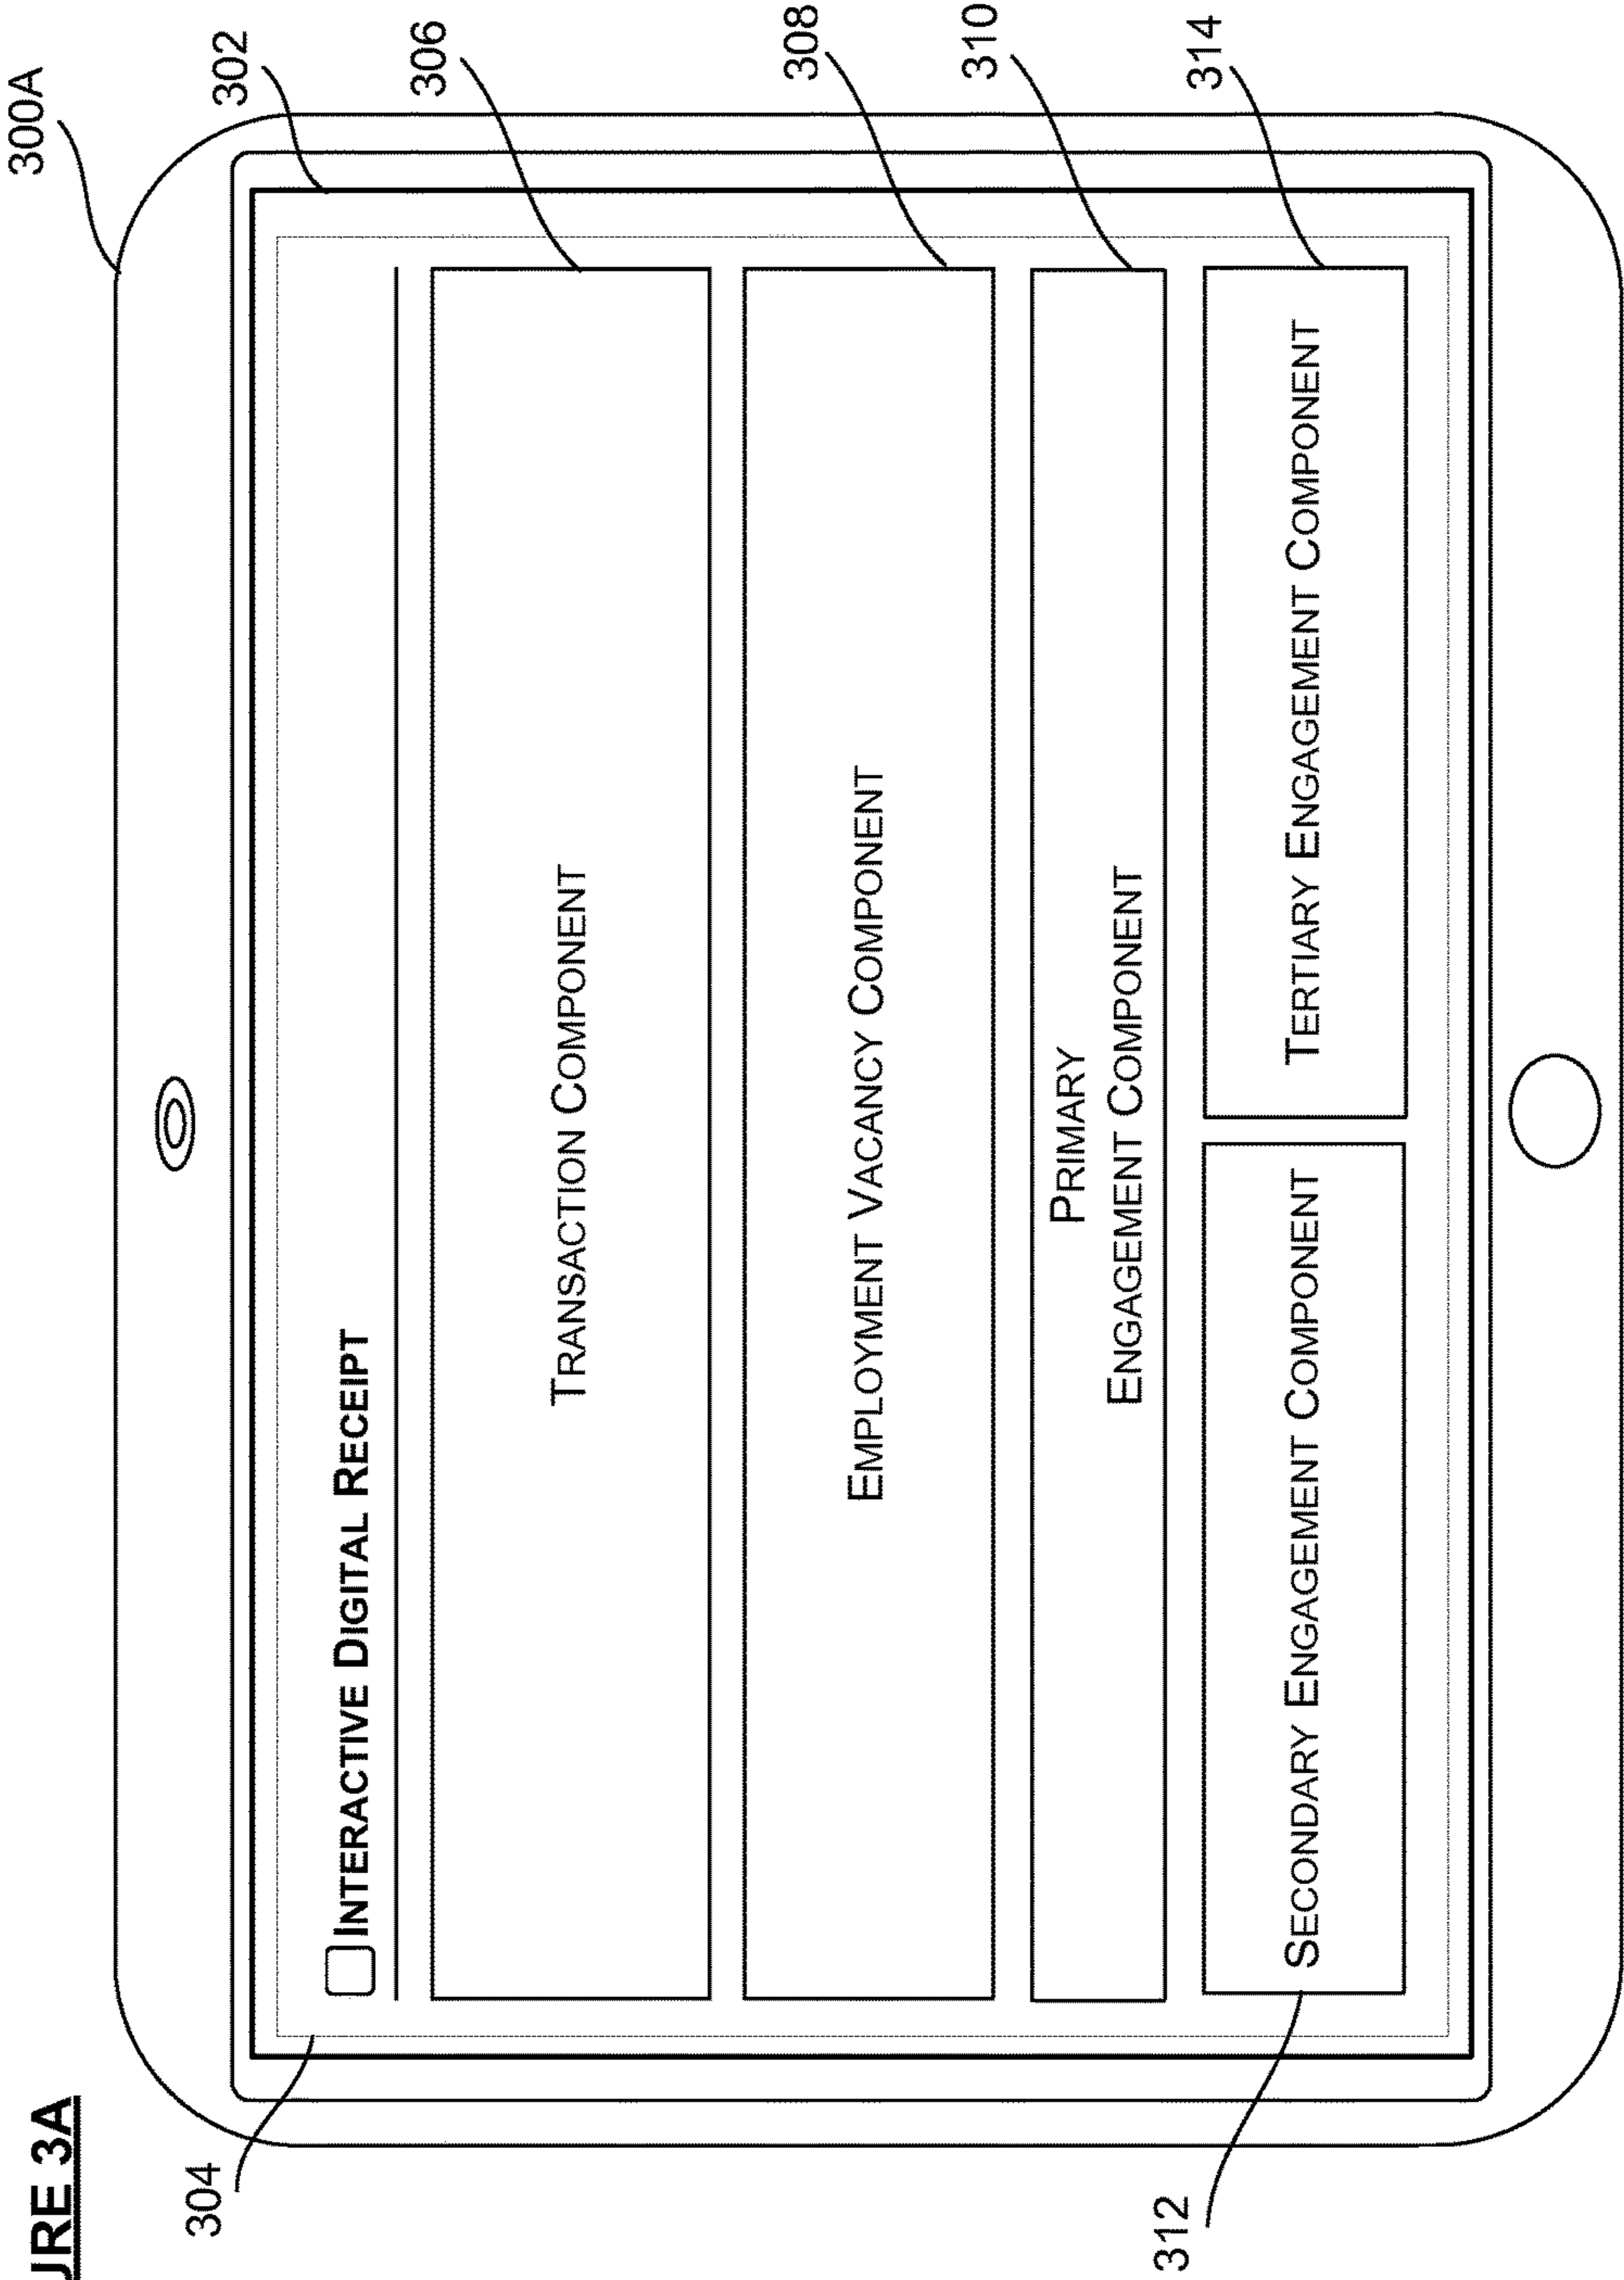 URE 3A
300A
302
304
INTERACTIVE DIGITAL RECEIPT
306
TRANSACTION COMPONENT
308
EMPLOYMENT VACANCY COMPONENT
310
PRIMARY
ENGAGEMENT COMPONENT
312
SECONDARY ENGAGEMENT COMPONENT
TERTIARY ENGAGEMENT COMPONENT
314